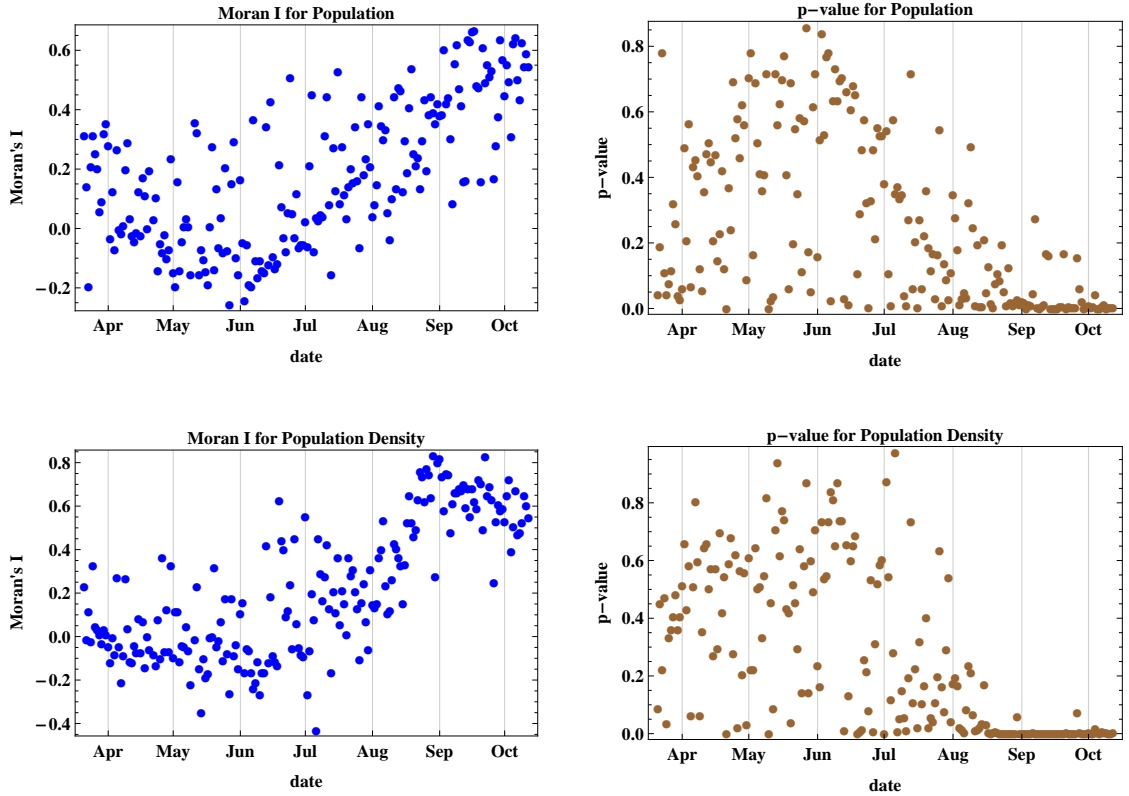 Moran I for Population
Moran's I
0.6
0.4
0.2
0.0
−0.2
Apr May Jun Jul Aug Sep Oct
date
p−value for Population
p−value
0.8
0.6
0.4
0.2
0.0
Apr May Jun Jul Aug Sep Oct
date
Moran I for Population Density
Moran's I
0.8
0.6
0.4
0.2
0.0
−0.2
−0.4
Apr May Jun Jul Aug Sep Oct
date
p−value for Population Density
p−value
0.8
0.6
0.4
0.2
0.0
Apr May Jun Jul Aug Sep Oct
date